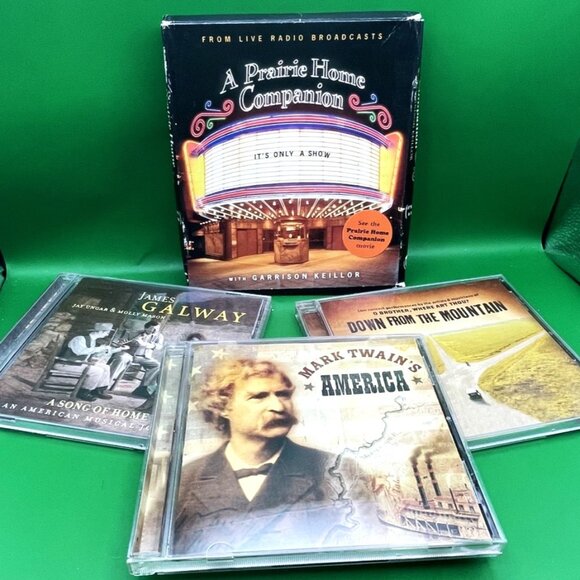 FROM LIVE RADIO BROADCASTS
A Prairie Home
Companion
IT'S ONLY A SHOW
See the
Prairie Home
Companion
movie
WITH GARRISON KEILLOR
JAMES
GALWAY
JAY UNGAR & MOLLY MASON
A SONG OF HOME
AN AMERICAN MUSICAL
O BROTHER, WHERE ART THOU?
DOWN FROM THE MOUNTAIN
MARK TWAIN'S
AMERICA